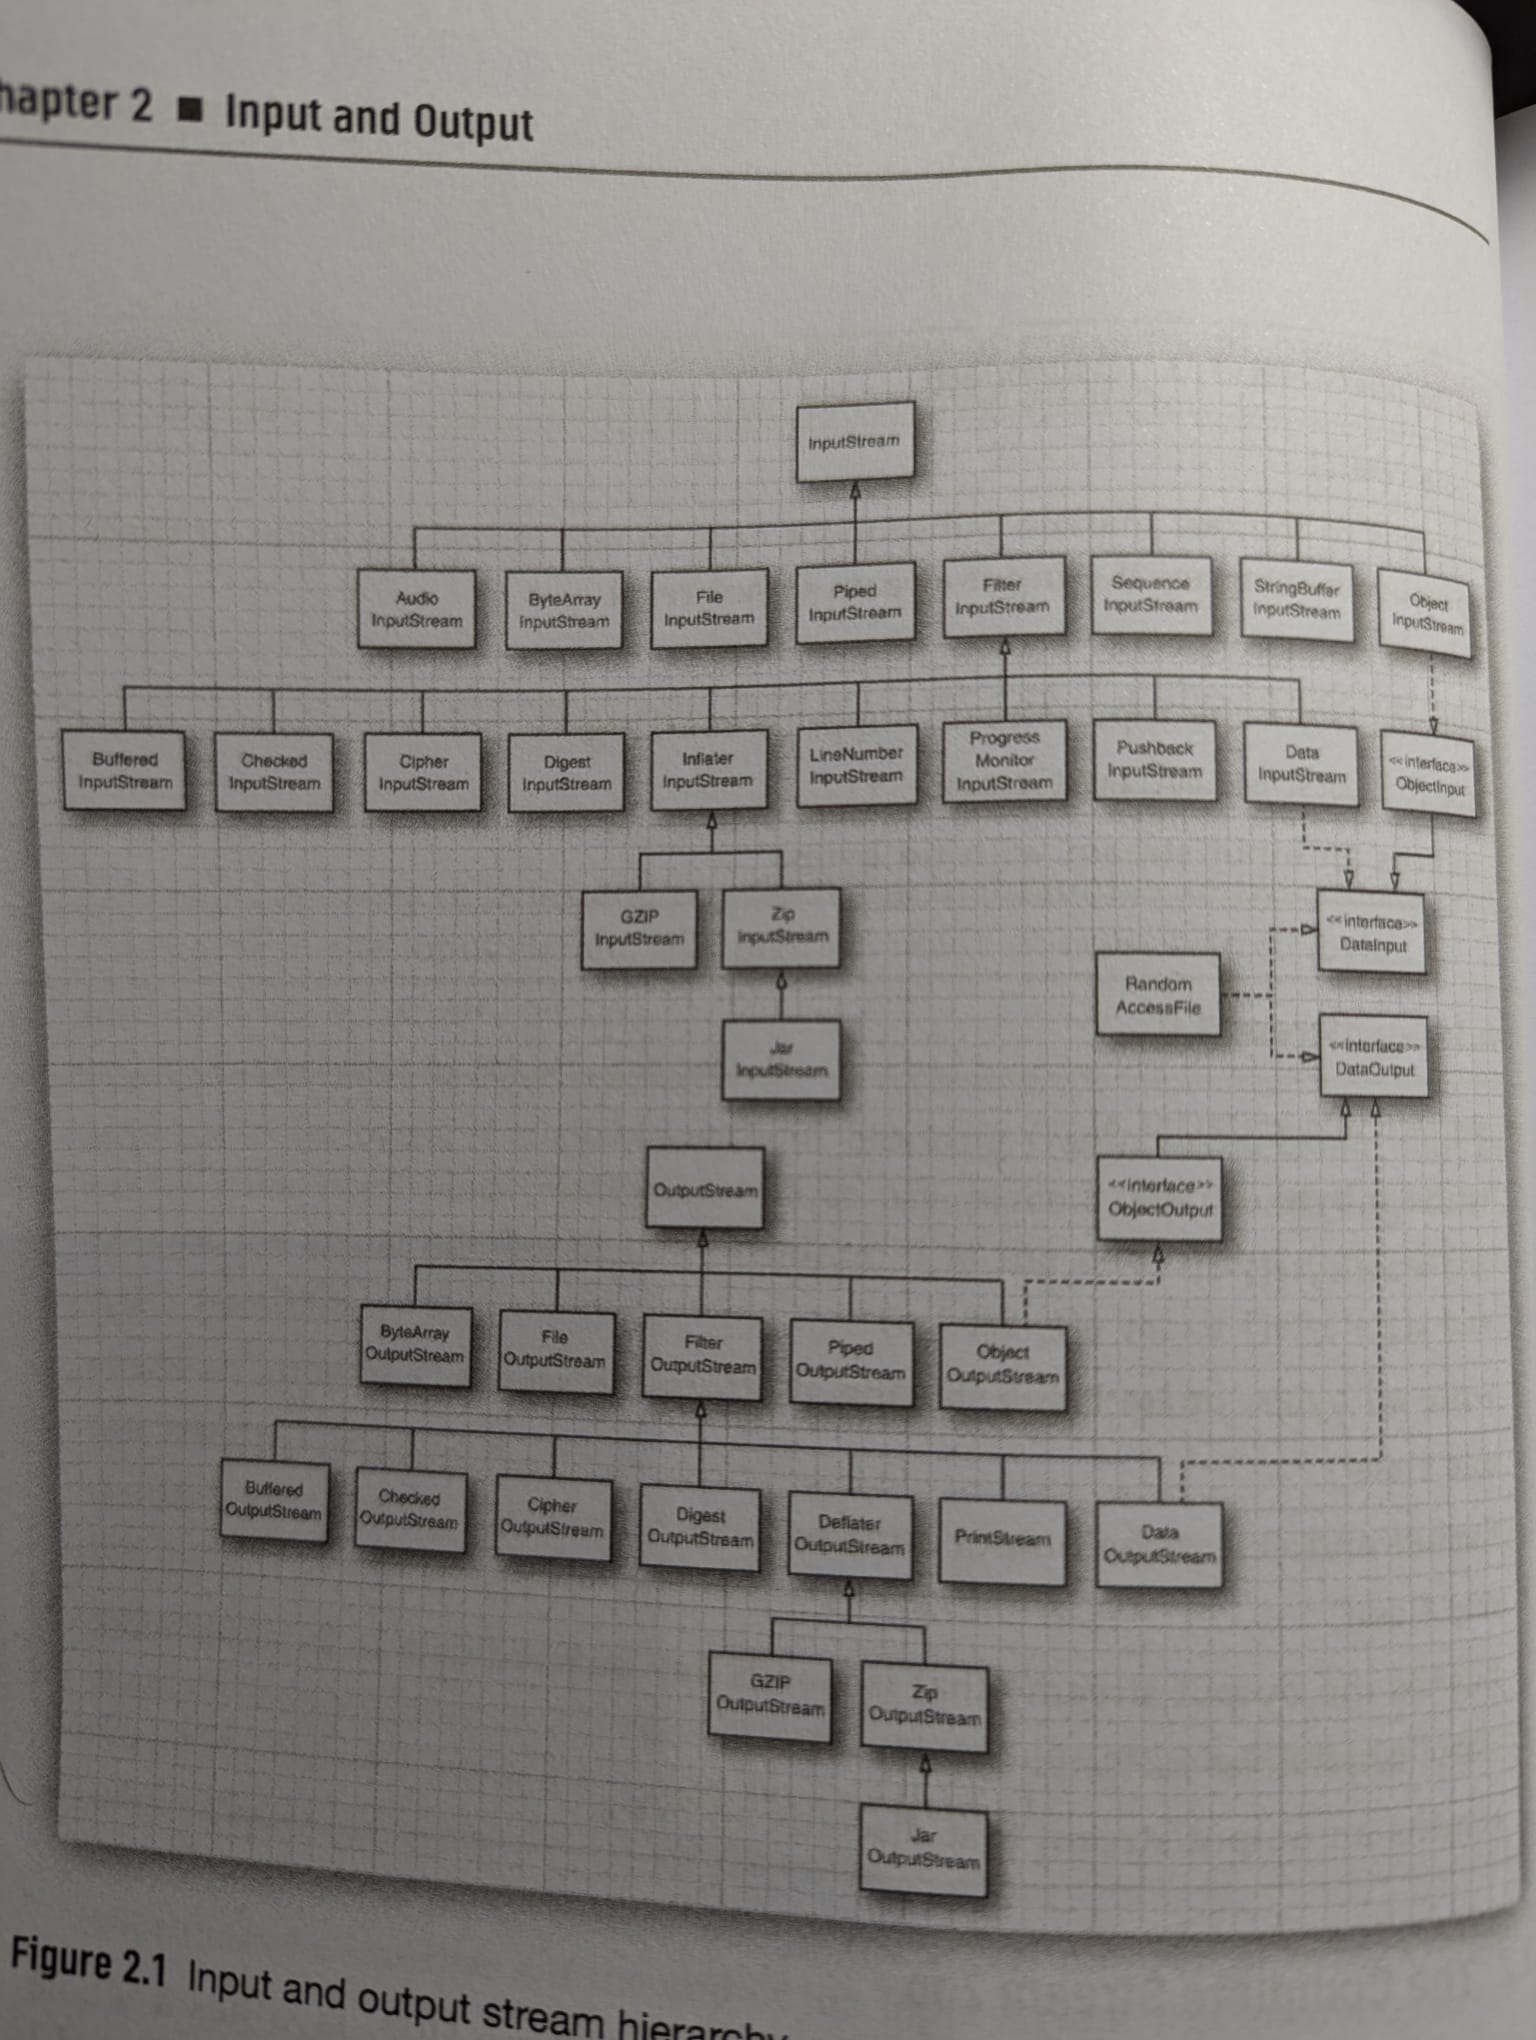 hapter 2 ■ Input and Output
InputStream
Audio
InputStream
ByteArray
InputStream
File
InputStream
Piped
InputStream
Filter
InputStream
Sequence
InputStream
StringBuffer
InputStream
Object
InputStream
Buffered
InputStream
Checked
InputStream
Cipher
InputStream
Digest
InputStream
Inflater
InputStream
LineNumber
InputStream
Progress
Monitor
InputStream
Pushback
InputStream
Data
InputStream
<<interface>>
ObjectInput
GZIP
InputStream
Zip
InputStream
Random
AccessFile
<<interface>>
DataInput
Jar
InputStream
<<interface>>
DataOutput
OutputStream
<<interface>>
ObjectOutput
ByteArray
OutputStream
File
OutputStream
Filter
OutputStream
Piped
OutputStream
Object
OutputStream
Buffered
OutputStream
Checked
OutputStream
Cipher
OutputStream
Digest
OutputStream
Deflater
OutputStream
PrintStream
Data
OutputStream
GZIP
OutputStream
Zip
OutputStream
Jar
OutputStream
Figure 2.1 Input and output stream hierarchy